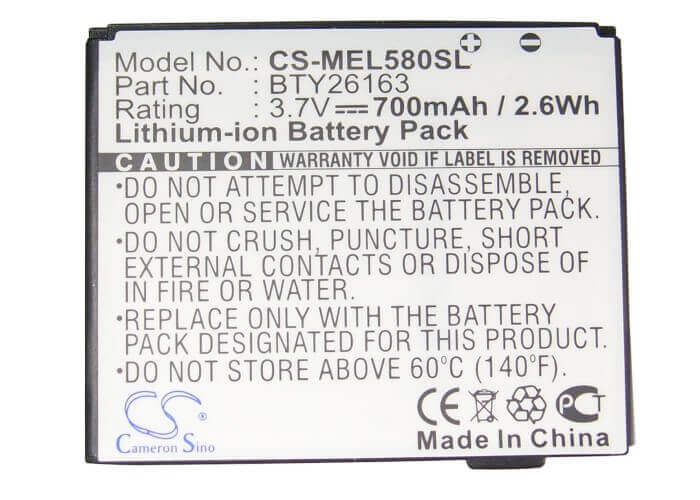 Model No.: CS-MEL580SL
Part No.: BTY26163
Rating : 3.7V⎓700mAh / 2.6Wh
Lithium-ion Battery Pack
CAUTION WARRANTY VOID IF LABEL IS REMOVED.
•DO NOT ATTEMPT TO DISASSEMBLE,
OPEN OR SERVICE THE BATTERY PACK.
•DO NOT CRUSH, PUNCTURE, SHORT
EXTERNAL CONTACTS OR DISPOSE OF
IN FIRE OR WATER.
•REPLACE ONLY WITH THE BATTERY
PACK DESIGNATED FOR THIS PRODUCT.
•DO NOT STORE ABOVE 60°C (140°F).
CS
Cameron Sino
CE PCT
Made in China